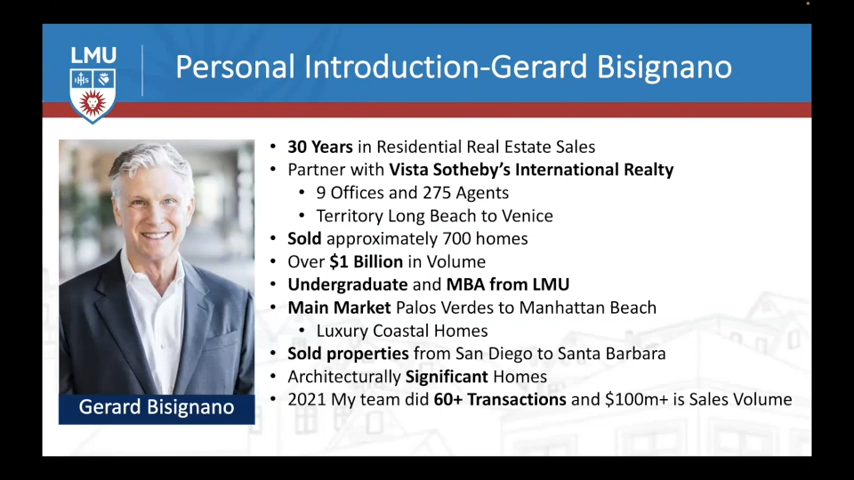 LMU
Personal Introduction-Gerard Bisignano
IHS
• 30 Years in Residential Real Estate Sales
• Partner with Vista Sotheby's International Realty
• 9 Offices and 275 Agents
• Territory Long Beach to Venice
• Sold approximately 700 homes
• Over $1 Billion in Volume
• Undergraduate and MBA from LMU
• Main Market Palos Verdes to Manhattan Beach
• Luxury Coastal Homes
• Sold properties from San Diego to Santa Barbara
• Architecturally Significant Homes
• 2021 My team did 60+ Transactions and $100m+ is Sales Volume
Gerard Bisignano